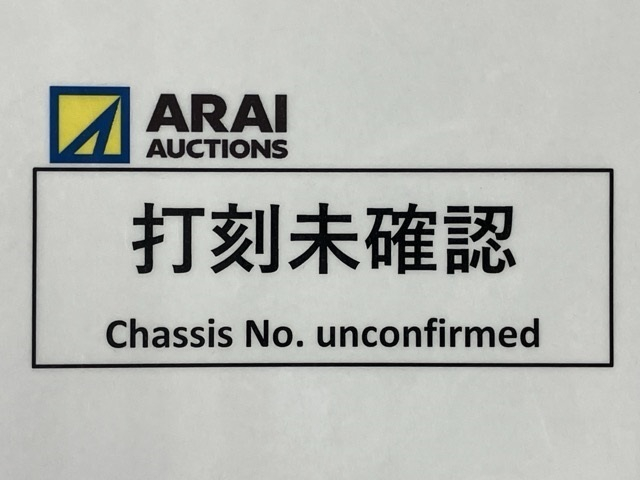 ARAI
AUCTIONS
打刻未確認
Chassis No. unconfirmed